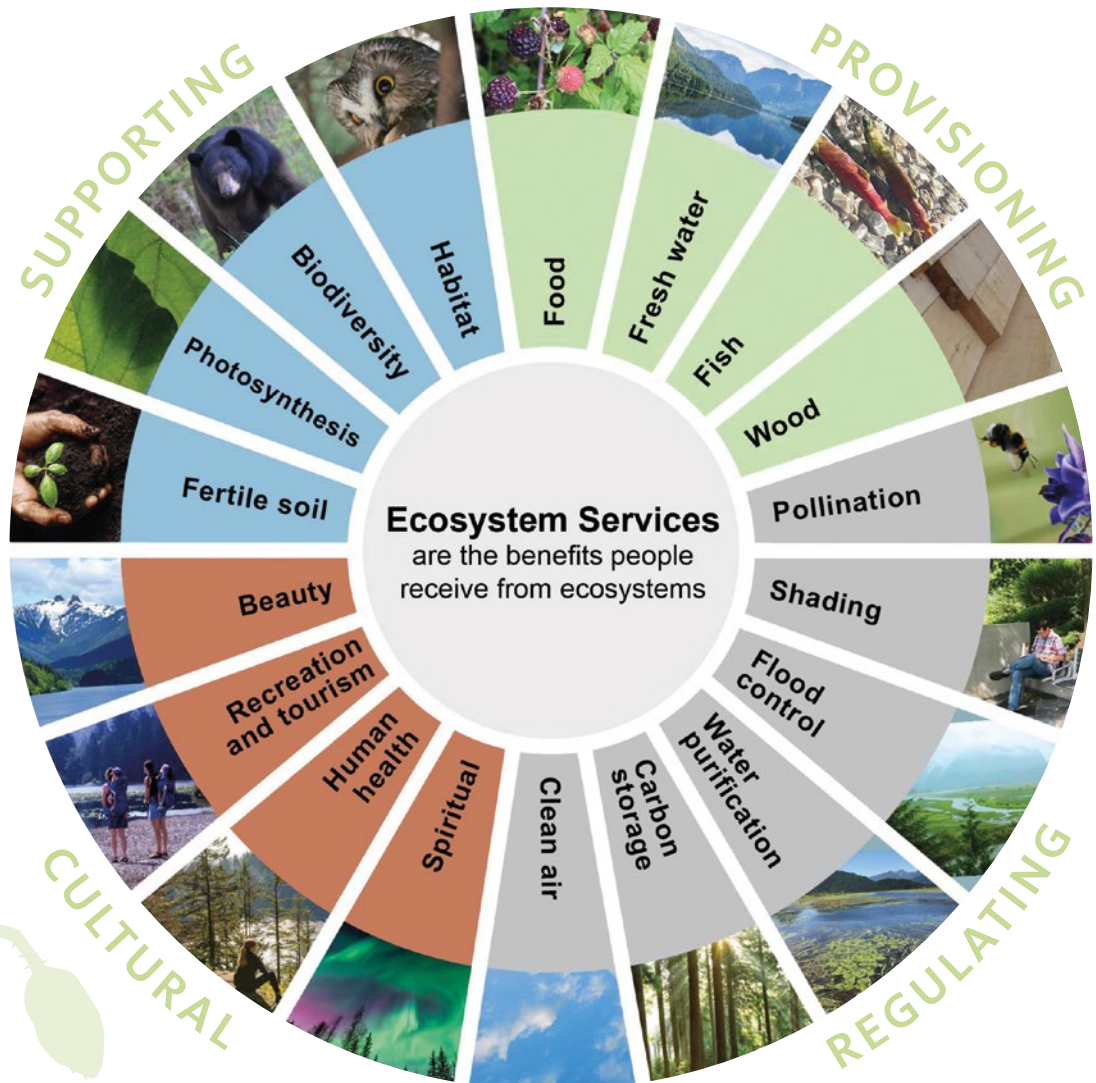 SUPPORTING
PROVISIONING
Habitat
Biodiversity
Photosynthesis
Fertile soil
Food
Fresh water
Fish
Wood
Ecosystem Services
are the benefits people
receive from ecosystems
Pollination
Shading
Flood
control
Water
purification
Carbon
storage
Clean air
Beauty
Recreation
and tourism
Human
health
Spiritual
CULTURAL
REGULATING